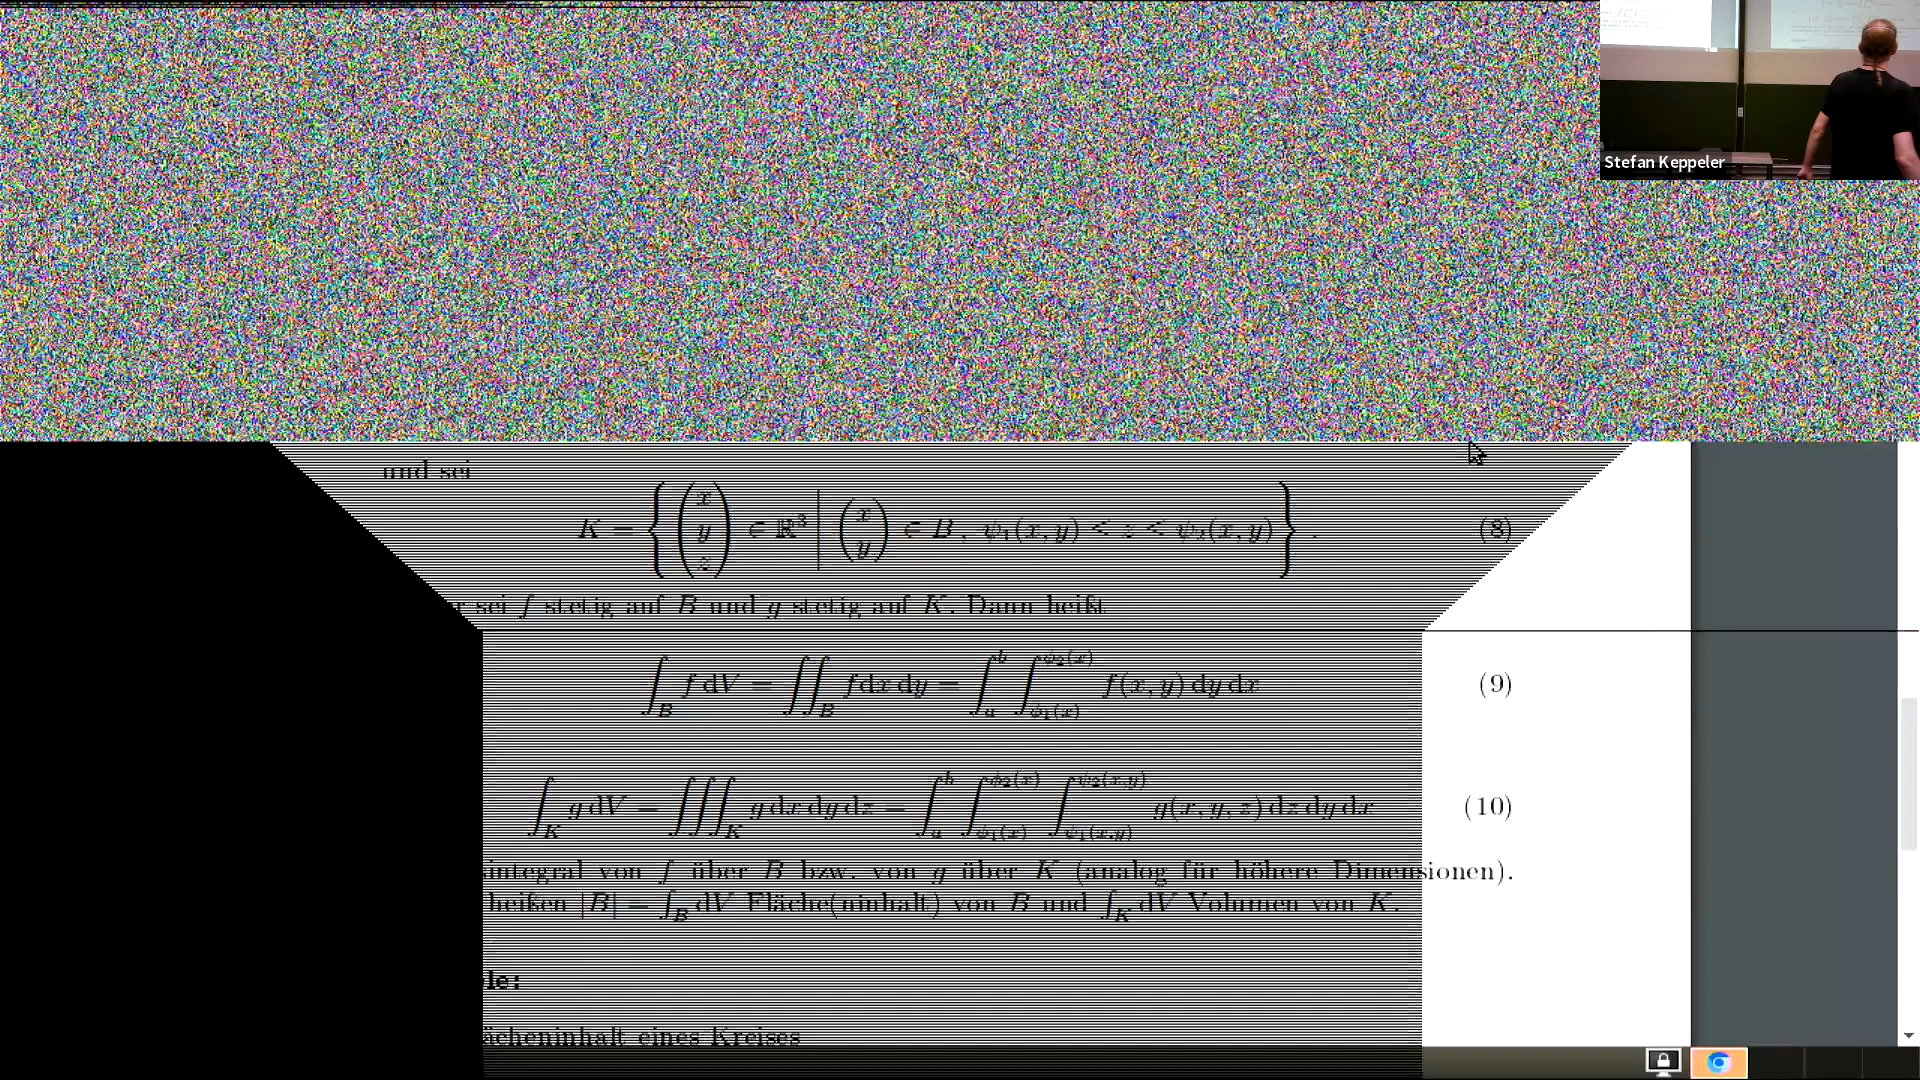 Stefan Keppeler
und sei
K = { ( x y z ) ∈ ℝ³ | ( x y ) ∈ B , ψ₁(x, y) < z < ψ₂(x, y) } . (8)
r sei f stetig auf B und g stetig auf K. Dann heißt
∫_B f dV = ∬_B f dx dy = ∫_a^b ∫_{ϕ₁(x)}^{ϕ₂(x)} f(x, y) dy dx (9)
∫_K g dV = ∭_K g dx dy dz = ∫_a^b ∫_{ϕ₁(x)}^{ϕ₂(x)} ∫_{ψ₁(x,y)}^{ψ₂(x,y)} g(x, y, z) dz dy dx (10)
sintegral von f über B bzw. von g über K (analog für höhere Dimensionen).
heißen |B| = ∫_B dV Fläche(ninhalt) von B und ∫_K dV Volumen von K.
le:
ächeninhalt eines Kreises